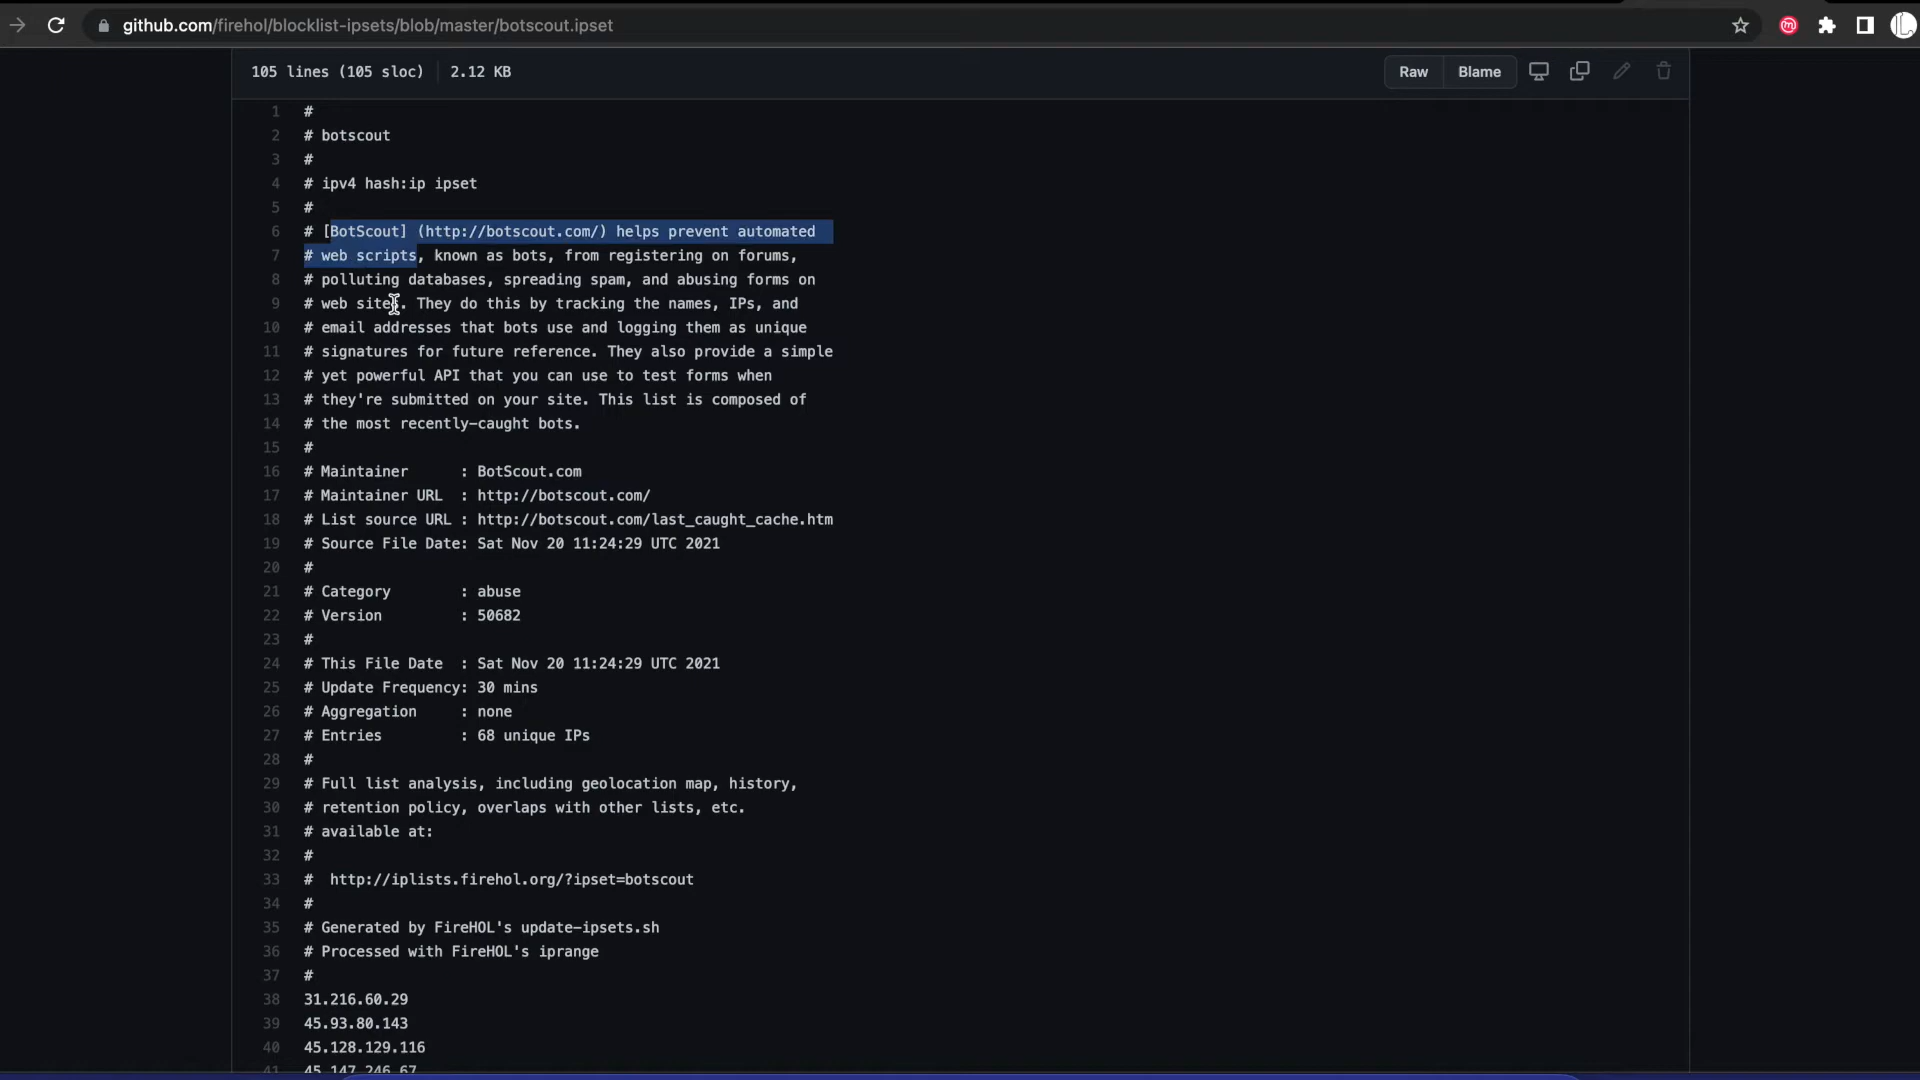 github.com/firehol/blocklist-ipsets/blob/master/botscout.ipset
105 lines (105 sloc) 2.12 KB
Raw Blame
1 #
2 # botscout
3 #
4 # ipv4 hash:ip ipset
5 #
6 # [BotScout] (http://botscout.com/) helps prevent automated
7 # web scripts, known as bots, from registering on forums,
8 # polluting databases, spreading spam, and abusing forms on
9 # web sites. They do this by tracking the names, IPs, and
10 # email addresses that bots use and logging them as unique
11 # signatures for future reference. They also provide a simple
12 # yet powerful API that you can use to test forms when
13 # they're submitted on your site. This list is composed of
14 # the most recently-caught bots.
15 #
16 # Maintainer : BotScout.com
17 # Maintainer URL : http://botscout.com/
18 # List source URL : http://botscout.com/last_caught_cache.htm
19 # Source File Date: Sat Nov 20 11:24:29 UTC 2021
20 #
21 # Category : abuse
22 # Version : 50682
23 #
24 # This File Date : Sat Nov 20 11:24:29 UTC 2021
25 # Update Frequency: 30 mins
26 # Aggregation : none
27 # Entries : 68 unique IPs
28 #
29 # Full list analysis, including geolocation map, history,
30 # retention policy, overlaps with other lists, etc.
31 # available at:
32 #
33 # http://iplists.firehol.org/?ipset=botscout
34 #
35 # Generated by FireHOL's update-ipsets.sh
36 # Processed with FireHOL's iprange
37 #
38 31.216.60.29
39 45.93.80.143
40 45.128.129.116
41 45.147.246.67